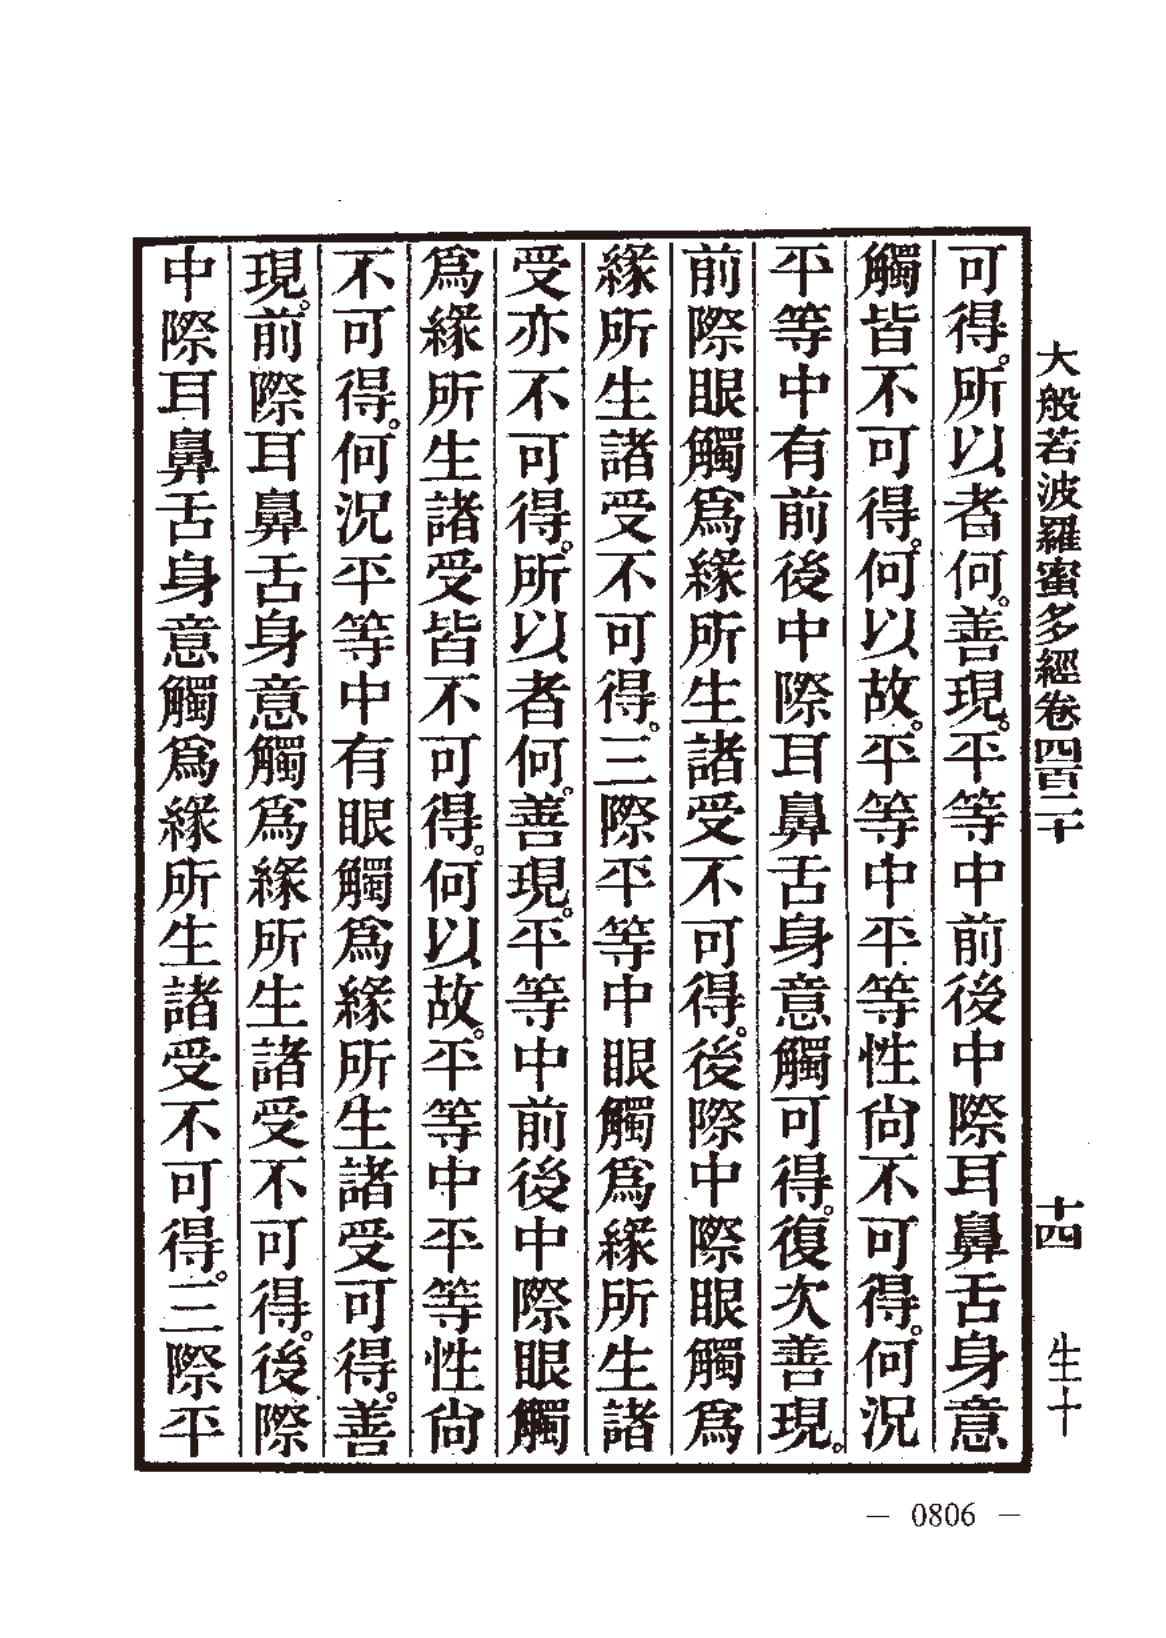 大般若波羅蜜多經卷四百二十 十四 生十
可得。所以者何。善現。平等中前後中際耳鼻舌身意
觸皆不可得。何以故。平等中平等性尙不可得。何況
平等中有前後中際耳鼻舌身意觸可得。復次善現。
前際眼觸爲緣所生諸受不可得。後際中際眼觸爲
緣所生諸受不可得。三際平等中眼觸爲緣所生諸
受亦不可得。所以者何。善現。平等中前後中際眼觸
爲緣所生諸受皆不可得。何以故。平等中平等性尙
不可得。何況平等中有眼觸爲緣所生諸受可得。善
現。前際耳鼻舌身意觸爲緣所生諸受不可得。後際
中際耳鼻舌身意觸爲緣所生諸受不可得。三際平
— 0806 —